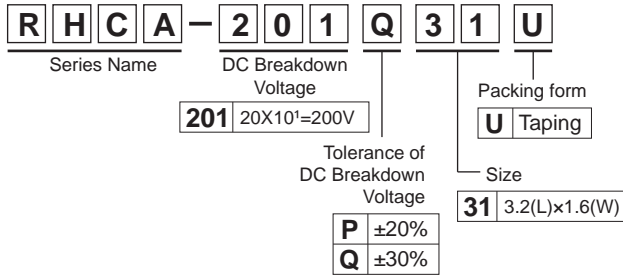 R H C A - 2 0 1 Q 3 1 U
Series Name
DC Breakdown
Voltage
201 20X10¹=200V
Packing form
U Taping
Tolerance of
DC Breakdown
Voltage
P ±20%
Q ±30%
Size
31 3.2(L)×1.6(W)